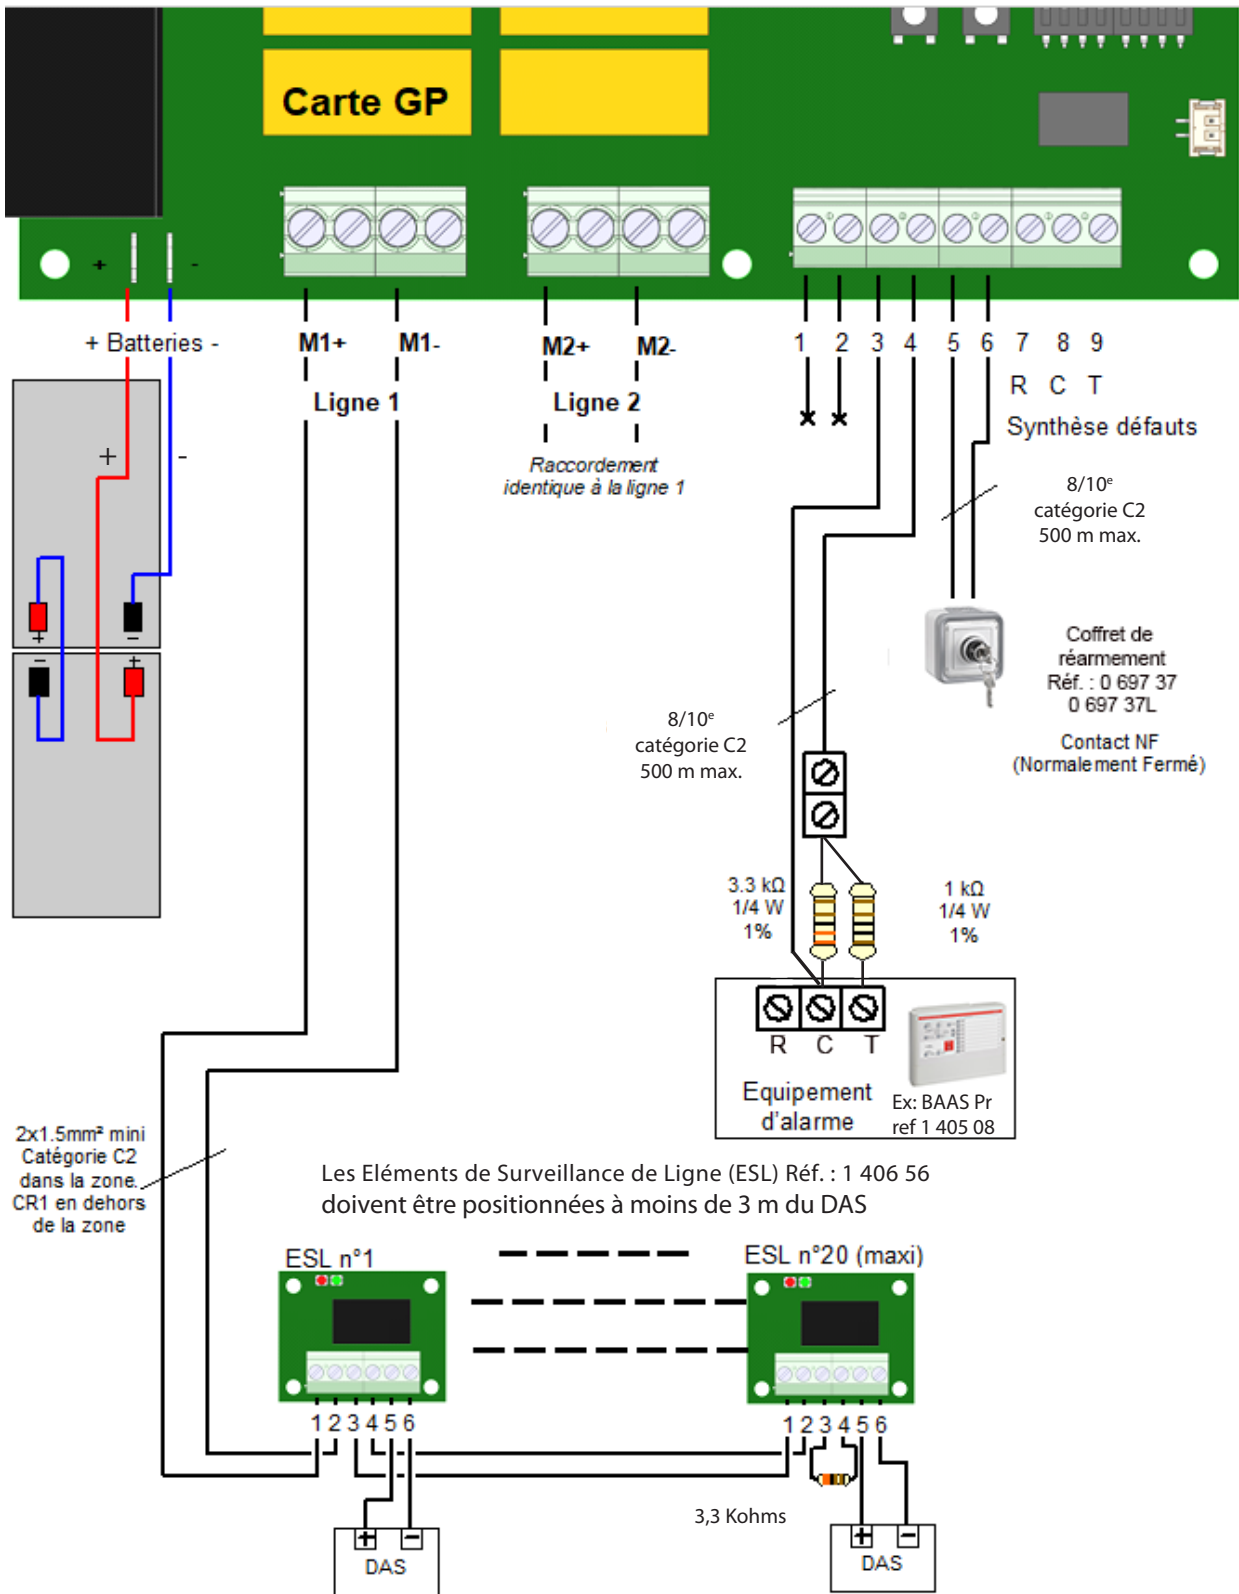 Carte GP
+ -
+ Batteries -
M1+ M1-
M2+ M2-
1 2 3 4 5 6 7 8 9
R C T
Ligne 1
Ligne 2
Synthèse défauts
Raccordement
identique à la ligne 1
+ -
8/10e
catégorie C2
500 m max.
+ -
- +
Coffret de
réarmement
Réf. : 0 697 37
0 697 37L
Contact NF
(Normalement Fermé)
8/10e
catégorie C2
500 m max.
3.3 kΩ
1/4 W
1%
1 kΩ
1/4 W
1%
R C T
Equipement
d'alarme
Ex: BAAS Pr
ref 1 405 08
2x1.5mm² mini
Catégorie C2
dans la zone.
CR1 en dehors
de la zone
Les Eléments de Surveillance de Ligne (ESL) Réf. : 1 406 56
doivent être positionnées à moins de 3 m du DAS
ESL n°1
ESL n°20 (maxi)
1 2 3 4 5 6
1 2 3 4 5 6
3,3 Kohms
+ -
DAS
+ -
DAS